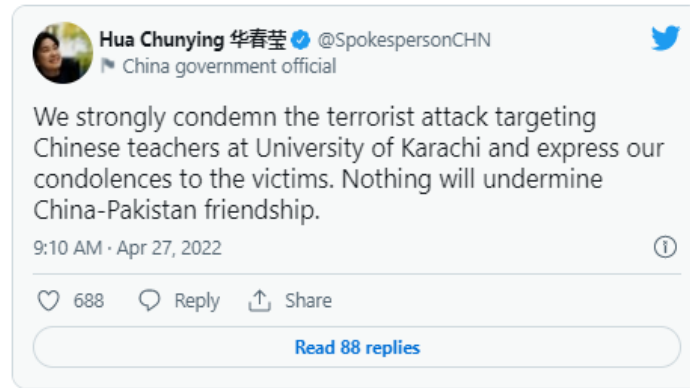 Hua Chunying 华春莹 @SpokespersonCHN
China government official
We strongly condemn the terrorist attack targeting
Chinese teachers at University of Karachi and express our
condolences to the victims. Nothing will undermine
China-Pakistan friendship.
9:10 AM · Apr 27, 2022
688 Reply Share
Read 88 replies